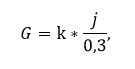 G = k * j/0,3,